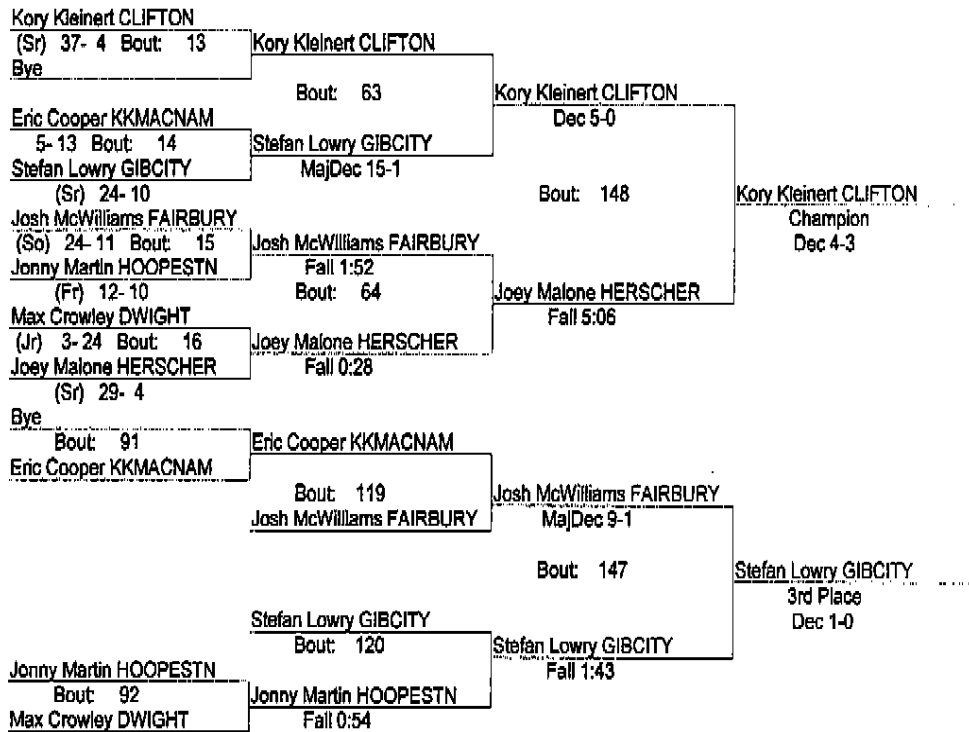 Kory Kleinert CLIFTON
(Sr) 37- 4 Bout: 13
Bye
Kory Kleinert CLIFTON
Bout: 63
Kory Kleinert CLIFTON
Dec 5-0
Eric Cooper KKMACNAM
5- 13 Bout: 14
Stefan Lowry GIBCITY
(Sr) 24- 10
Stefan Lowry GIBCITY
MajDec 15-1
Bout: 148
Kory Kleinert CLIFTON
Champion
Dec 4-3
Josh McWilliams FAIRBURY
(So) 24- 11 Bout: 15
Jonny Martin HOOPESTN
(Fr) 12- 10
Josh McWilliams FAIRBURY
Fall 1:52
Bout: 64
Joey Malone HERSCHER
Fall 5:06
Max Crowley DWIGHT
(Jr) 3- 24 Bout: 16
Joey Malone HERSCHER
(Sr) 29- 4
Joey Malone HERSCHER
Fall 0:28
Bye
Bout: 91
Eric Cooper KKMACNAM
Eric Cooper KKMACNAM
Bout: 119
Josh McWilliams FAIRBURY
Josh McWilliams FAIRBURY
MajDec 9-1
Bout: 147
Stefan Lowry GIBCITY
3rd Place
Dec 1-0
Stefan Lowry GIBCITY
Bout: 120
Stefan Lowry GIBCITY
Fall 1:43
Jonny Martin HOOPESTN
Bout: 92
Max Crowley DWIGHT
Jonny Martin HOOPESTN
Fall 0:54